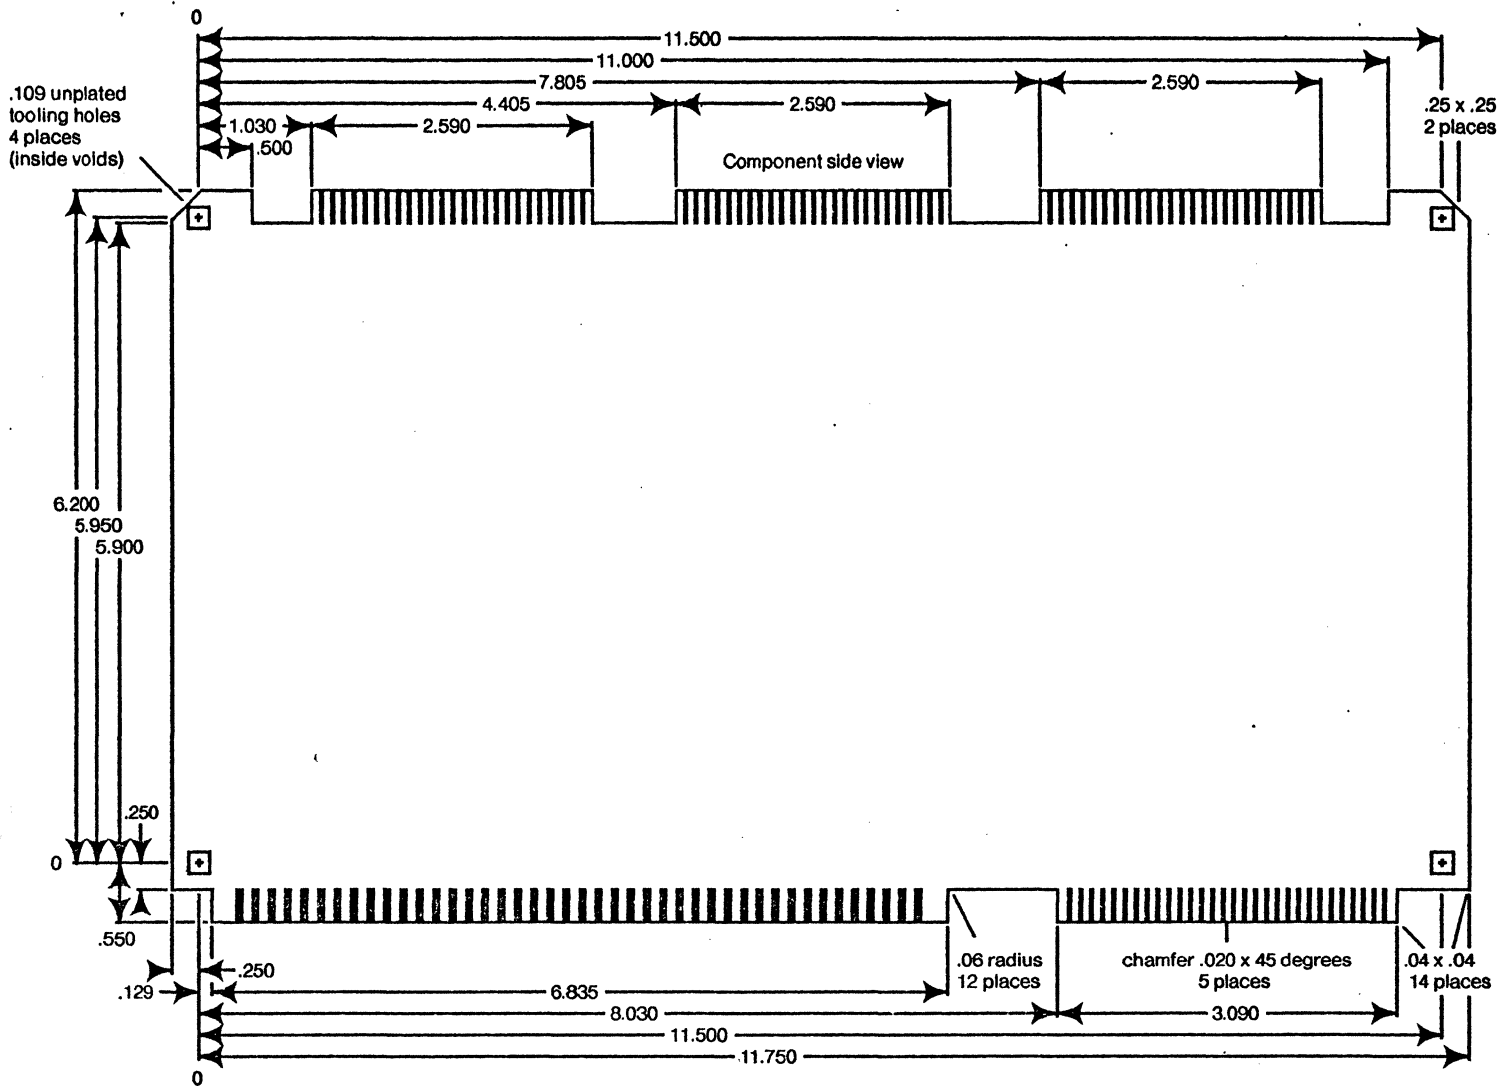 0
11.500
11.000
7.805
2.590
4.405
2.590
1.030
2.590
.500
.109 unplated
tooling holes
4 places
(inside voids)
.25 x .25
2 places
Component side view
6.200
5.950
5.900
.250
0
.550
.250
.129
6.835
8.030
3.090
11.500
11.750
0
.06 radius
12 places
chamfer .020 x 45 degrees
5 places
.04 x .04
14 places